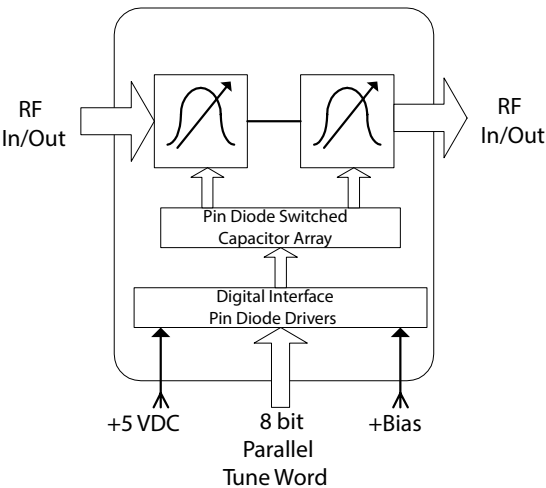 RF
In/Out
RF
In/Out
Pin Diode Switched
Capacitor Array
Digital Interface
Pin Diode Drivers
+5 VDC
8 bit
Parallel
Tune Word
+Bias